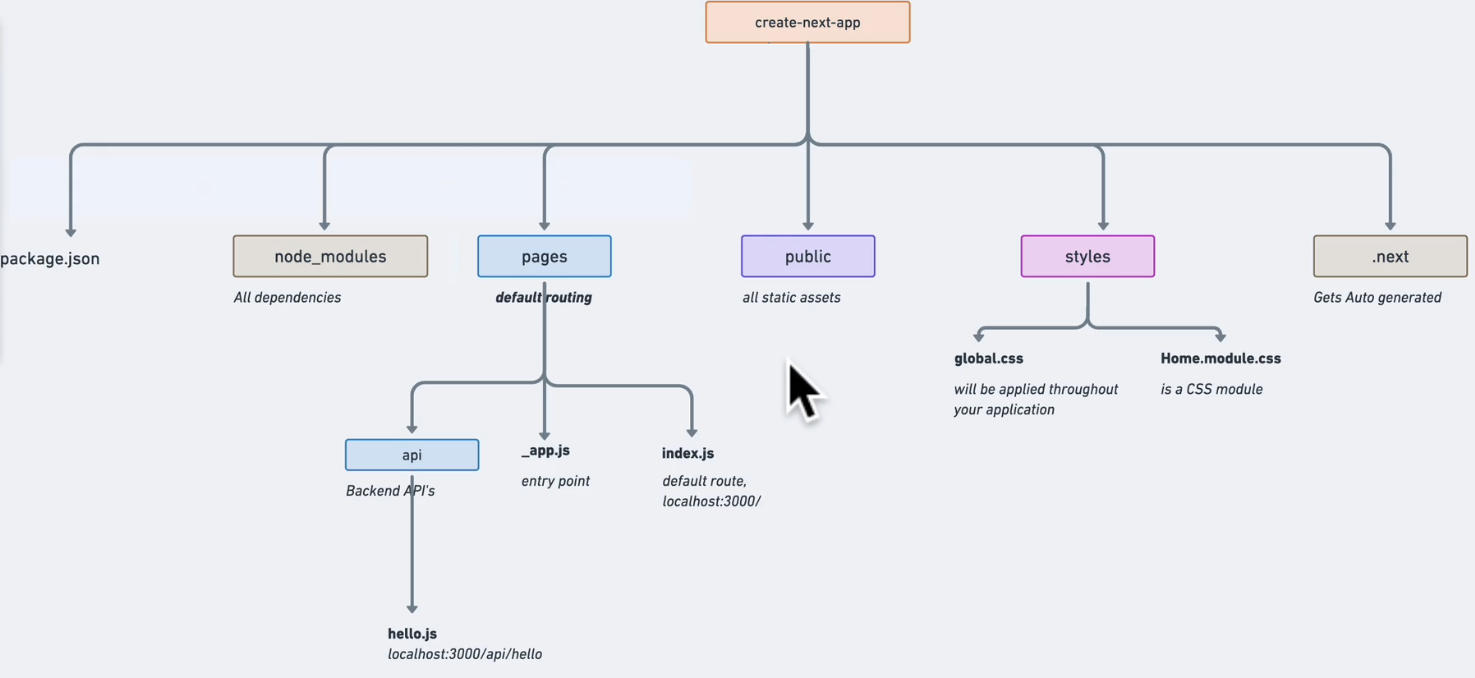 create-next-app
package.json
node_modules
pages
public
styles
.next
All dependencies
default routing
all static assets
Gets Auto generated
global.css
Home.module.css
will be applied throughout
your application
is a CSS module
api
_app.js
index.js
Backend API's
entry point
default route,
localhost:3000/
hello.js
localhost:3000/api/hello